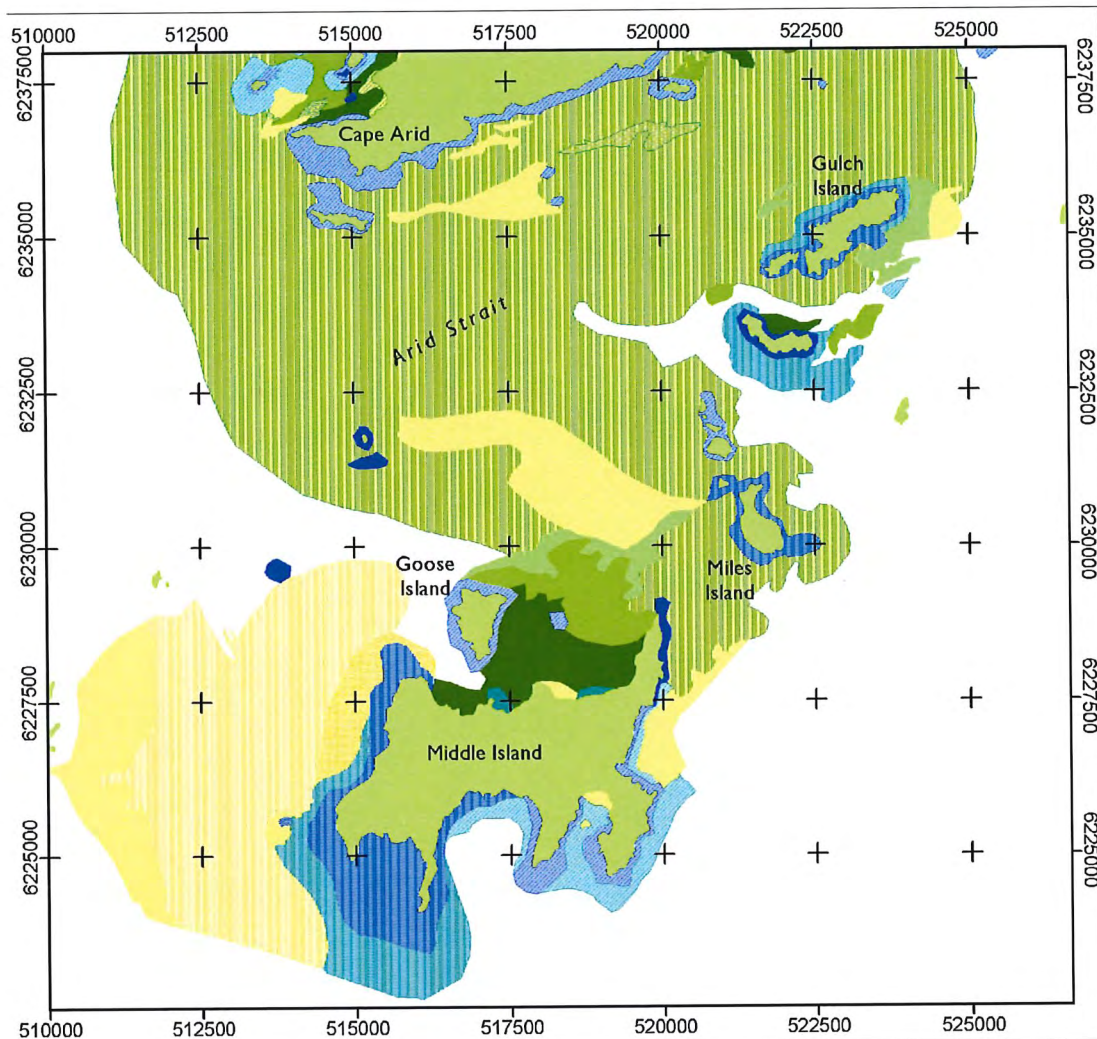 510000 512500 515000 517500 520000 522500 525000
6237500 6237500
Cape Arid
Gulch
Island
6235000 6235000
Arid Strait
6232500 6232500
6230000 6230000
Goose
Island
Miles
Island
6227500 6227500
Middle Island
6225000 6225000
510000 512500 515000 517500 520000 522500 525000